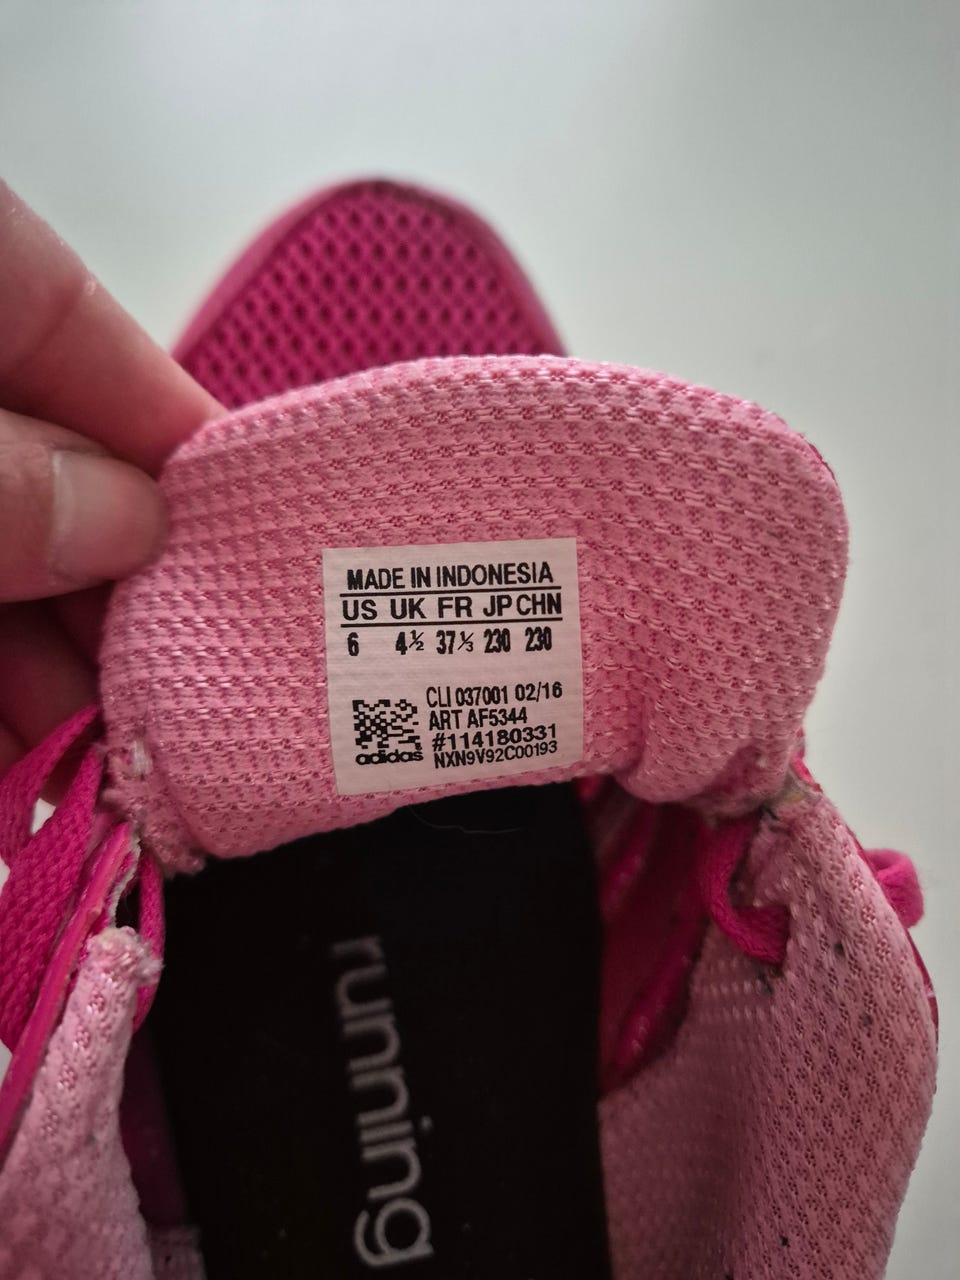 MADE IN INDONESIA
US UK FR JP CHN
6 4½ 37⅓ 230 230
CLI 037001 02/16
ART AF5344
#114180331
NXN9V92C00193
adidas
running